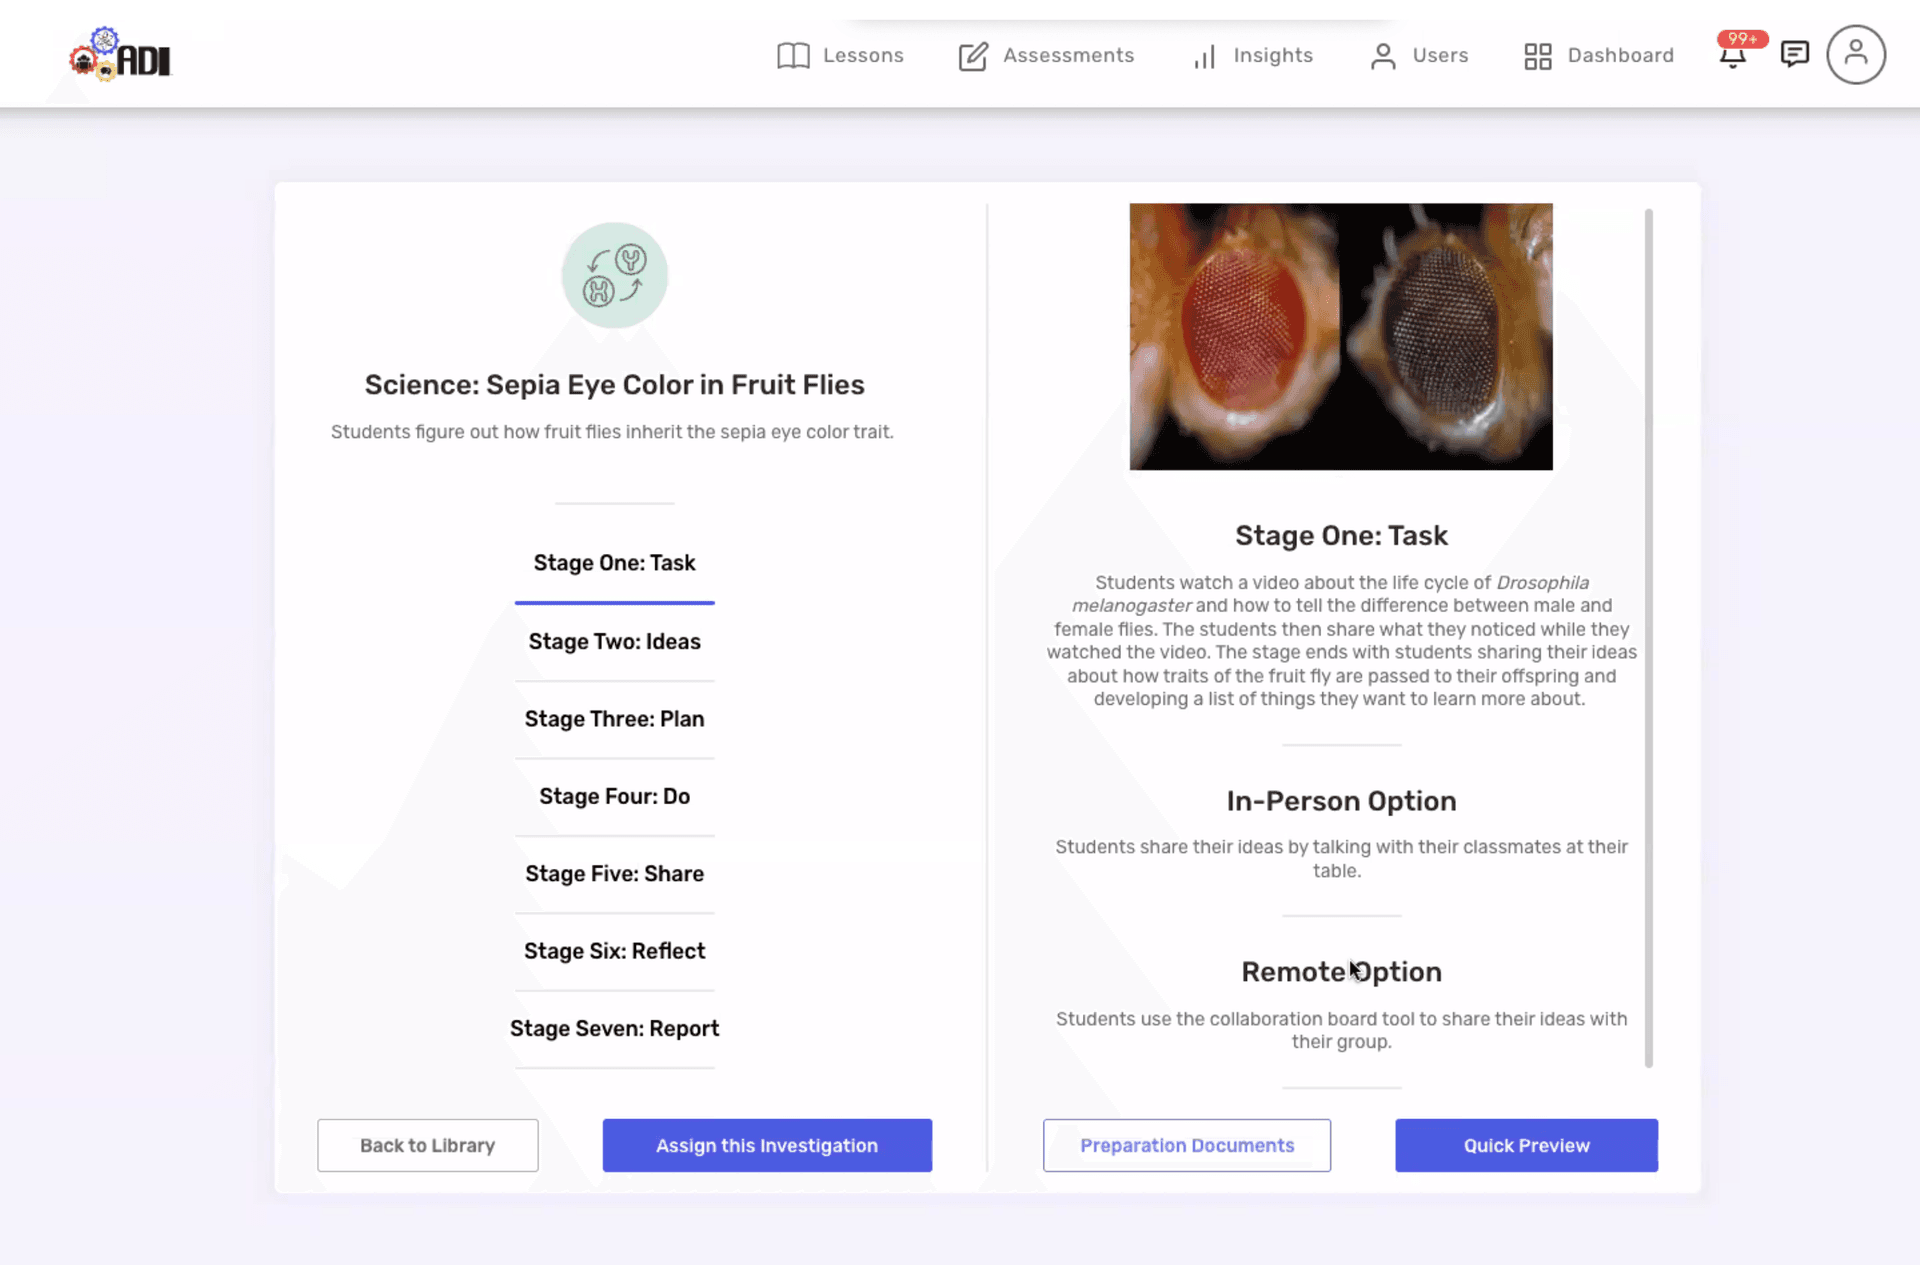 ADI
Lessons
Assessments
Insights
Users
Dashboard
99+
Science: Sepia Eye Color in Fruit Flies
Students figure out how fruit flies inherit the sepia eye color trait.
Stage One: Task
Stage Two: Ideas
Stage Three: Plan
Stage Four: Do
Stage Five: Share
Stage Six: Reflect
Stage Seven: Report
Back to Library
Assign this Investigation
Stage One: Task
Students watch a video about the life cycle of Drosophila
melanogaster and how to tell the difference between male and
female flies. The students then share what they noticed while they
watched the video. The stage ends with students sharing their ideas
about how traits of the fruit fly are passed to their offspring and
developing a list of things they want to learn more about.
In-Person Option
Students share their ideas by talking with their classmates at their
table.
Remote Option
Students use the collaboration board tool to share their ideas with
their group.
Preparation Documents
Quick Preview